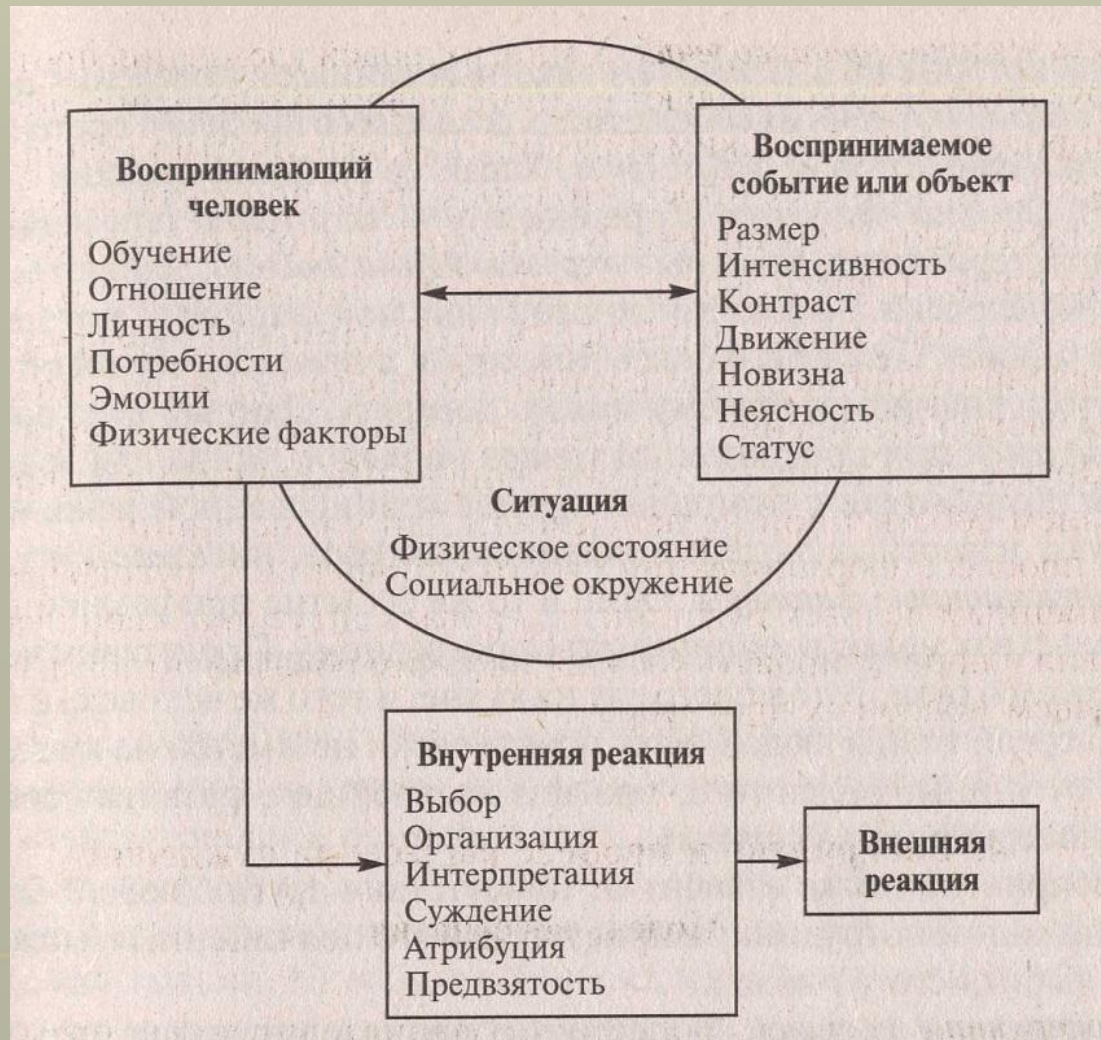 Воспринимающий
человек
Обучение
Отношение
Личность
Потребности
Эмоции
Физические факторы
Воспринимаемое
событие или объект
Размер
Интенсивность
Контраст
Движение
Новизна
Неясность
Статус
Ситуация
Физическое состояние
Социальное окружение
Внутренняя реакция
Выбор
Организация
Интерпретация
Суждение
Атрибуция
Предвзятость
Внешняя
реакция